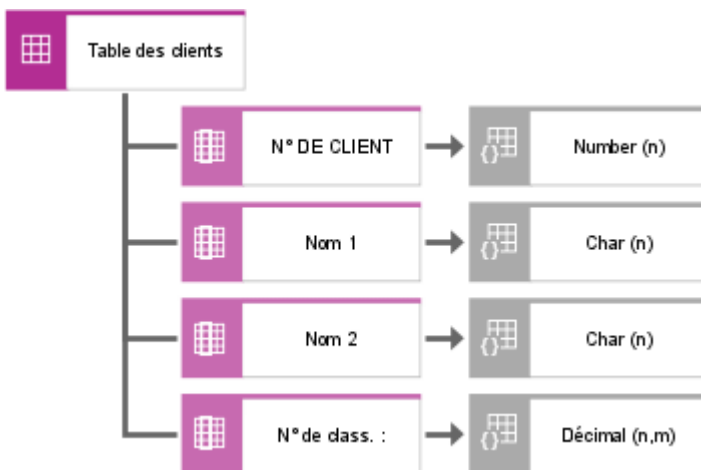 Table des clients
N° DE CLIENT
Number (n)
Nom 1
Char (n)
Nom 2
Char (n)
N° de class. :
Décimal (n,m)